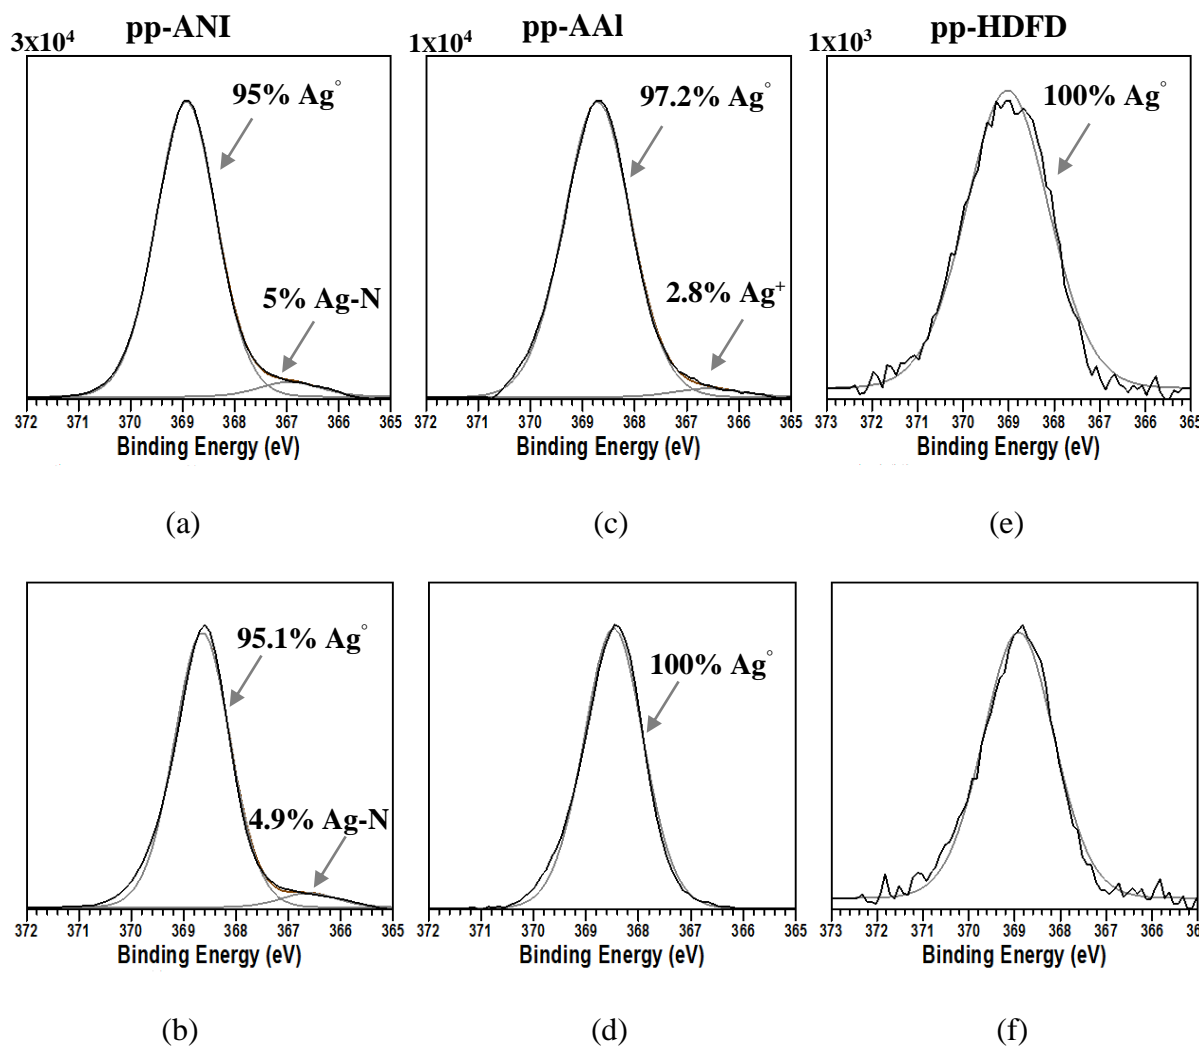 pp-ANI
pp-AAl
pp-HDFD
3x10⁴
1x10⁴
1x10³
95% Ag°
5% Ag-N
372 371 370 369 368 367 366 365
Binding Energy (eV)
97.2% Ag°
2.8% Ag⁺
372 371 370 369 368 367 366 365
Binding Energy (eV)
100% Ag°
373 372 371 370 369 368 367 366 365
Binding Energy (eV)
(a)
(c)
(e)
95.1% Ag°
4.9% Ag-N
372 371 370 369 368 367 366 365
Binding Energy (eV)
100% Ag°
372 371 370 369 368 367 366 365
Binding Energy (eV)
373 372 371 370 369 368 367 366
Binding Energy (eV)
(b)
(d)
(f)